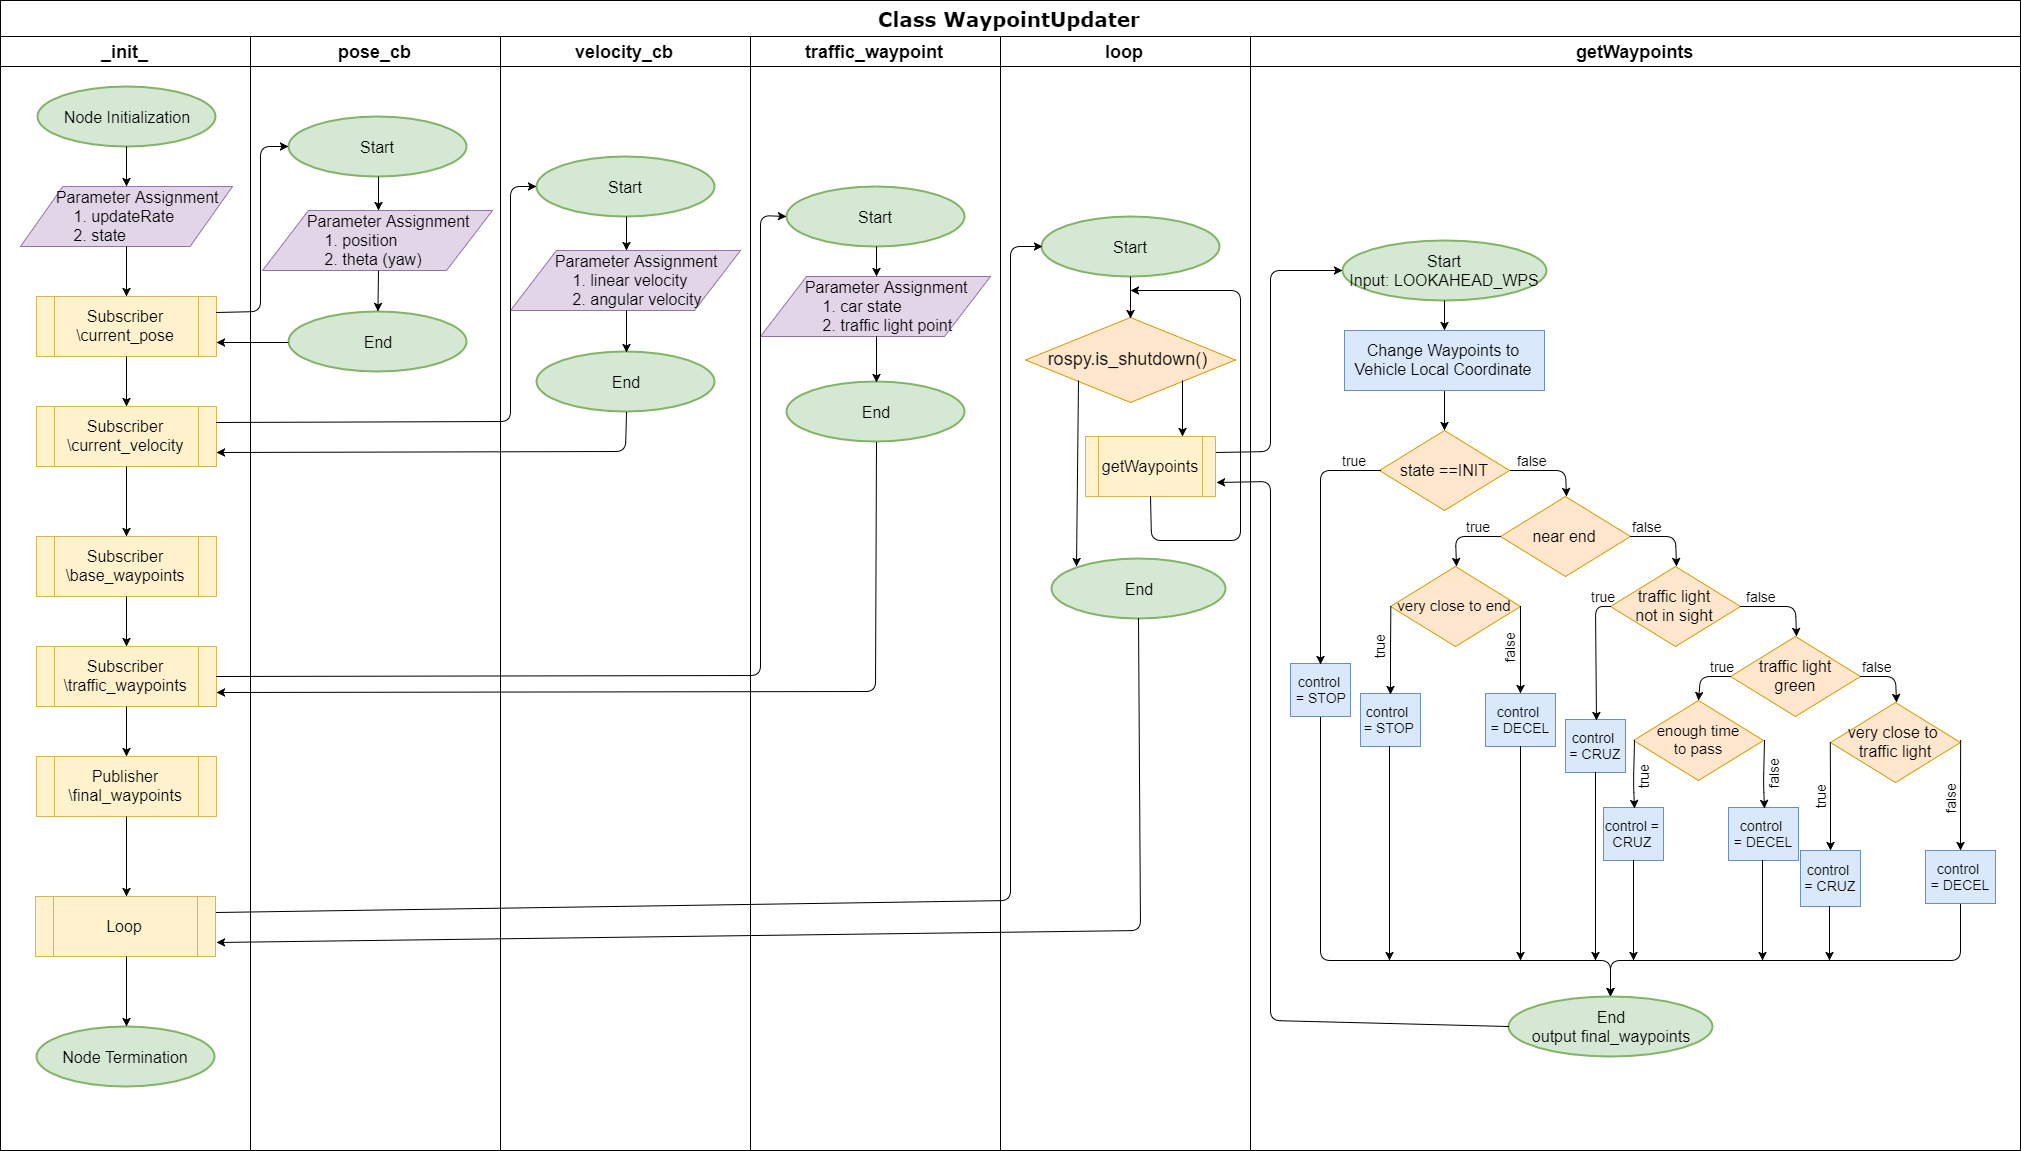 Class WaypointUpdater
_init_
pose_cb
velocity_cb
traffic_waypoint
loop
getWaypoints
Node Initialization
Parameter Assignment
1. updateRate
2. state
Subscriber
\current_pose
Subscriber
\current_velocity
Subscriber
\base_waypoints
Subscriber
\traffic_waypoints
Publisher
\final_waypoints
Loop
Node Termination
Start
Parameter Assignment
1. position
2. theta (yaw)
End
Start
Parameter Assignment
1. linear velocity
2. angular velocity
End
Start
Parameter Assignment
1. car state
2. traffic light point
End
Start
rospy.is_shutdown()
getWaypoints
End
Start
Input: LOOKAHEAD_WPS
Change Waypoints to
Vehicle Local Coordinate
true
state ==INIT
false
true
near end
false
very close to end
true
false
true
traffic light
not in sight
false
true
traffic light
green
false
enough time
to pass
true
false
very close to
traffic light
true
false
control
= STOP
control
= STOP
control
= DECEL
control
= CRUZ
control =
CRUZ
control
= DECEL
control
= CRUZ
control
= DECEL
End
output final_waypoints